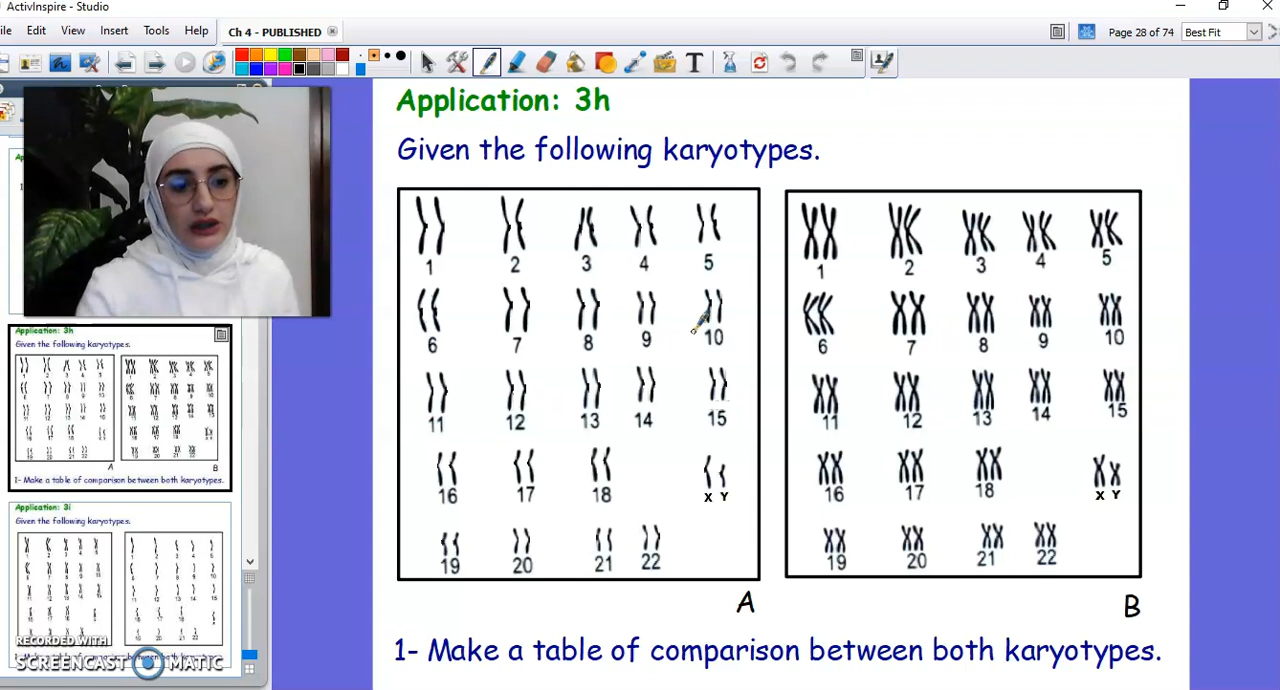 ActivInspire - Studio
ile Edit View Insert Tools Help
Ch 4 - PUBLISHED
Page 28 of 74
Best Fit
Application: 3h
Given the following karyotypes.
1 2 3 4 5
6 7 8 9 10
11 12 13 14 15
16 17 18 X Y
19 20 21 22
A
1 2 3 4 5
6 7 8 9 10
11 12 13 14 15
16 17 18 X Y
19 20 21 22
B
1- Make a table of comparison between both karyotypes.
Application: 3h
Given the following karyotypes.
A
B
1- Make a table of comparison between both karyotypes.
Application: 3i
Given the following karyotypes.
RECORDED WITH
SCREENCAST MATIC